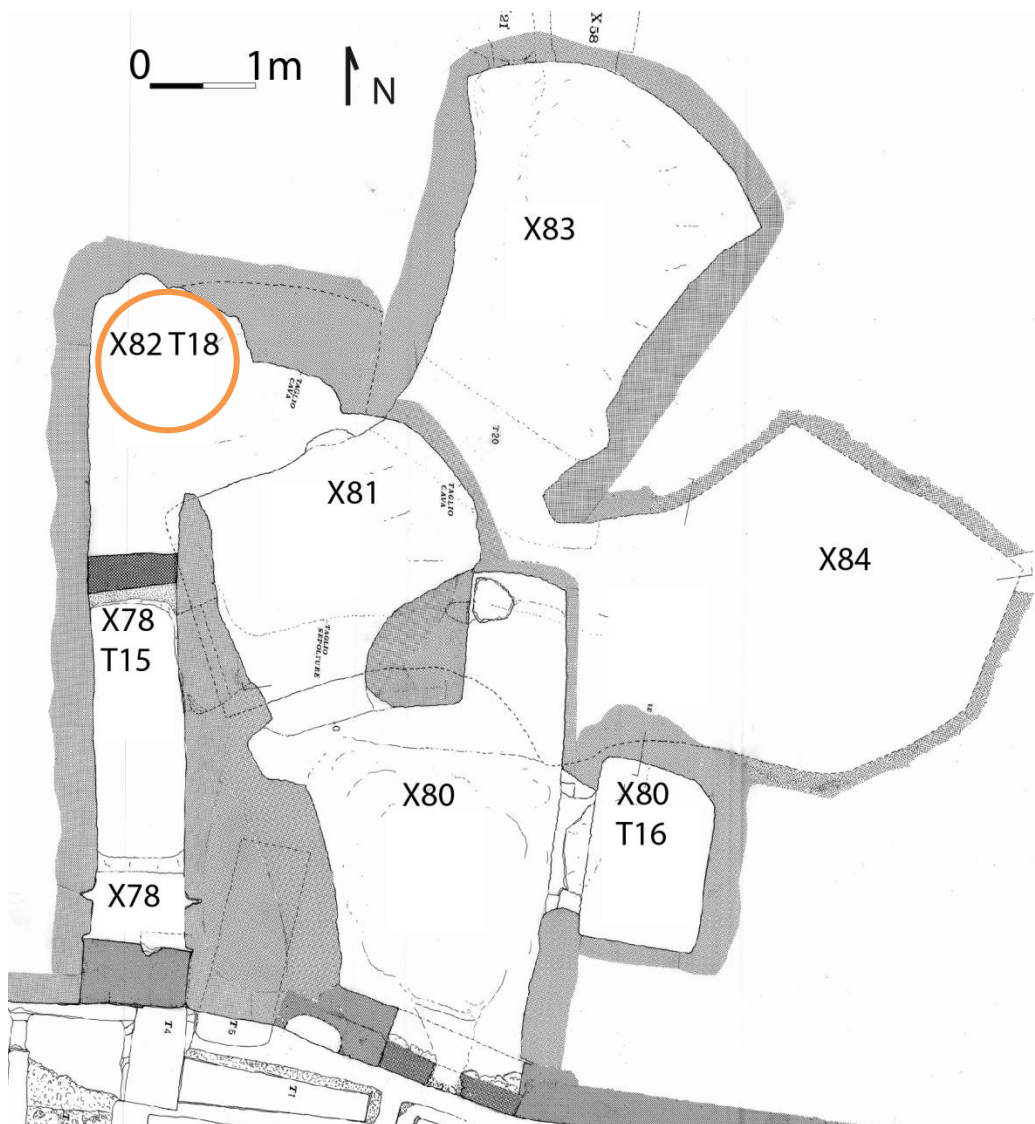 21'
X 58
0 1m
N
X83
X82 T18
TAGLIO
CAVA
T20
X81
TAGLIO
CAVA
X84
X78
T15
TAGLIO
SEPOLTURE
X80
X80
T16
X78
T4
T5
T1